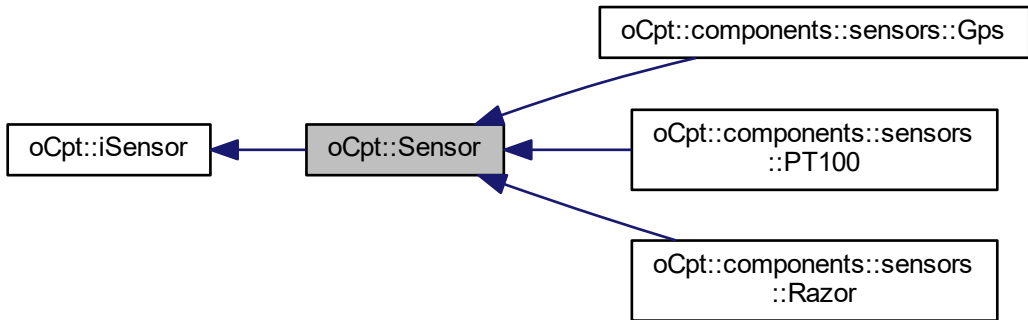 oCpt::iSensor
oCpt::Sensor
oCpt::components::sensors::Gps
oCpt::components::sensors
::PT100
oCpt::components::sensors
::Razor